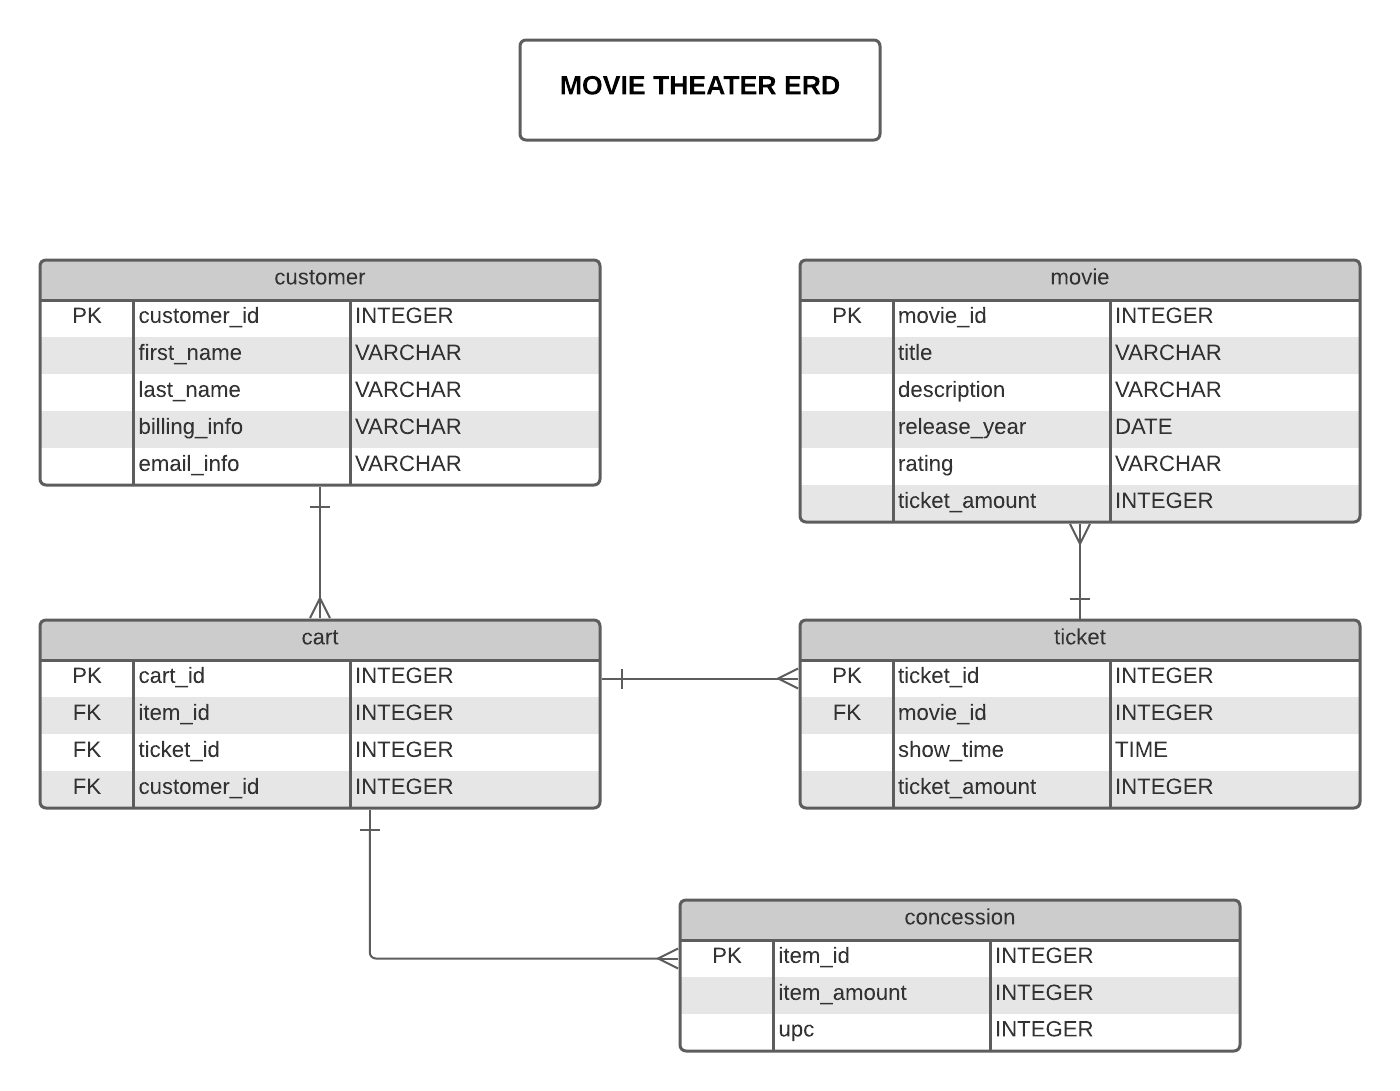 MOVIE THEATER ERD
customer
PK customer_id INTEGER
first_name VARCHAR
last_name VARCHAR
billing_info VARCHAR
email_info VARCHAR
movie
PK movie_id INTEGER
title VARCHAR
description VARCHAR
release_year DATE
rating VARCHAR
ticket_amount INTEGER
cart
PK cart_id INTEGER
FK item_id INTEGER
FK ticket_id INTEGER
FK customer_id INTEGER
ticket
PK ticket_id INTEGER
FK movie_id INTEGER
show_time TIME
ticket_amount INTEGER
concession
PK item_id INTEGER
item_amount INTEGER
upc INTEGER